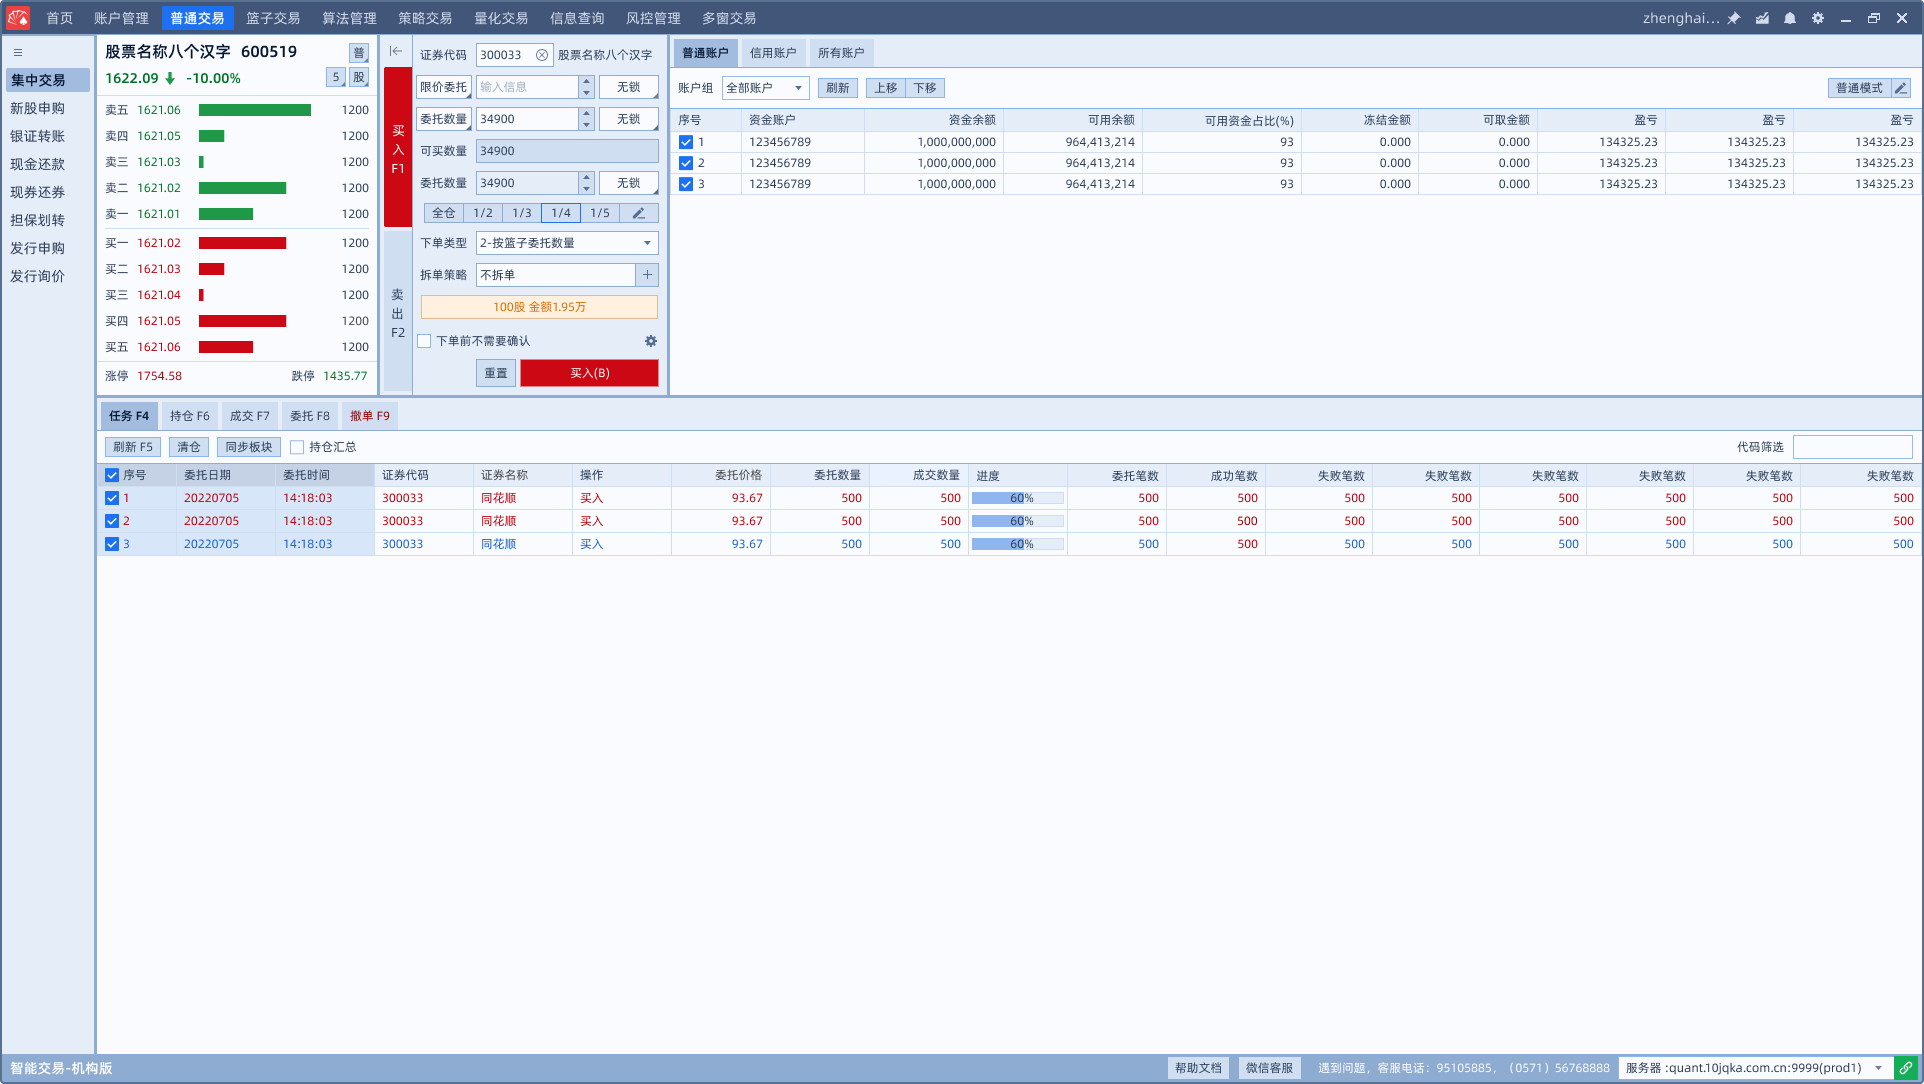 首页 账户管理 普通交易 篮子交易 算法管理 策略交易 量化交易 信息查询 风控管理 多窗交易 zhenghai...
集中交易
新股申购
银证转账
现金还款
现券还券
担保划转
发行申购
发行询价
股票名称八个汉字 600519 普
1622.09 -10.00% 5 股
卖五 1621.06 1200
卖四 1621.05 1200
卖三 1621.03 1200
卖二 1621.02 1200
卖一 1621.01 1200
买一 1621.02 1200
买二 1621.03 1200
买三 1621.04 1200
买四 1621.05 1200
买五 1621.06 1200
涨停 1754.58 跌停 1435.77
买
入
F1
卖
出
F2
证券代码 300033 股票名称八个汉字
限价委托 输入信息 无锁
委托数量 34900 无锁
可买数量 34900
委托数量 34900 无锁
全仓 1/2 1/3 1/4 1/5
下单类型 2-按篮子委托数量
拆单策略 不拆单
100股 金额1.95万
下单前不需要确认
重置 买入(B)
普通账户 信用账户 所有账户
账户组 全部账户 刷新 上移 下移 普通模式
序号 资金账户 资金余额 可用余额 可用资金占比(%) 冻结金额 可取金额 盈亏 盈亏 盈亏
1 123456789 1,000,000,000 964,413,214 93 0.000 0.000 134325.23 134325.23 134325.23
2 123456789 1,000,000,000 964,413,214 93 0.000 0.000 134325.23 134325.23 134325.23
3 123456789 1,000,000,000 964,413,214 93 0.000 0.000 134325.23 134325.23 134325.23
任务 F4 持仓 F6 成交 F7 委托 F8 撤单 F9
刷新 F5 清仓 同步板块 持仓汇总 代码筛选
序号 委托日期 委托时间 证券代码 证券名称 操作 委托价格 委托数量 成交数量 进度 委托笔数 成功笔数 失败笔数 失败笔数 失败笔数 失败笔数 失败笔数 失败笔数
1 20220705 14:18:03 300033 同花顺 买入 93.67 500 500 60% 500 500 500 500 500 500 500 500
2 20220705 14:18:03 300033 同花顺 买入 93.67 500 500 60% 500 500 500 500 500 500 500 500
3 20220705 14:18:03 300033 同花顺 买入 93.67 500 500 60% 500 500 500 500 500 500 500 500
智能交易-机构版 帮助文档 微信客服 遇到问题，客服电话：95105885，（0571）56768888 服务器 :quant.10jqka.com.cn:9999(prod1)